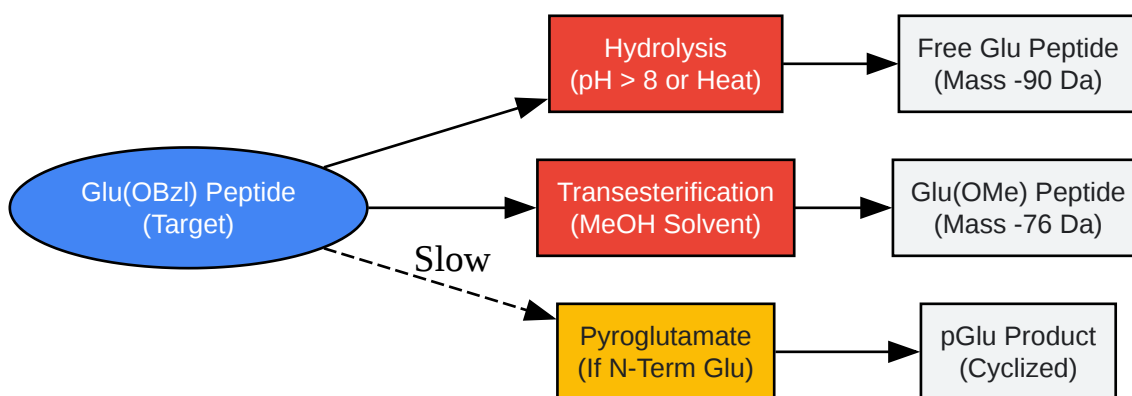 Hydrolysis
(pH > 8 or Heat)
Free Glu Peptide
(Mass -90 Da)
Glu(OBzl) Peptide
(Target)
Transesterification
(MeOH Solvent)
Glu(OMe) Peptide
(Mass -76 Da)
Slow
Pyroglutamate
(If N-Term Glu)
pGlu Product
(Cyclized)